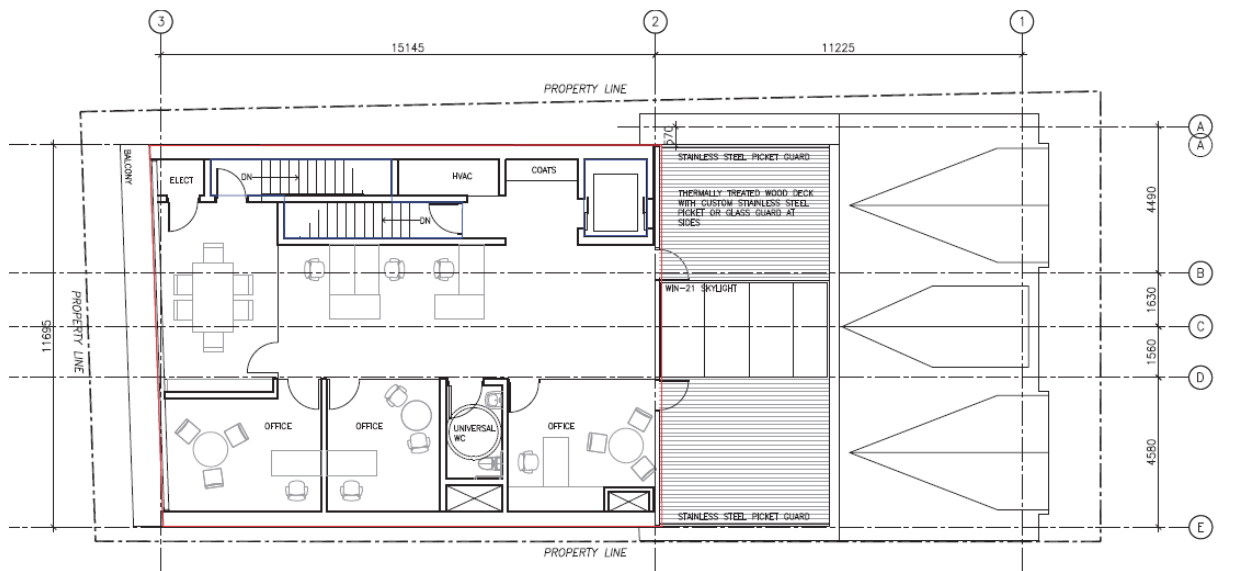 3
2
1
15145
11225
PROPERTY LINE
A
A
570
BALCONY
ELECT
DN
HVAC
COATS
STAINLESS STEEL PICKET GUARD
THERMALLY TREATED WOOD DECK
WITH CUSTOM STAINLESS STEEL
PICKET OR GLASS GUARD AT
SIDES
4490
DN
B
WIN-21 SKYLIGHT
1630
PROPERTY LINE
11695
C
1560
D
OFFICE
OFFICE
UNIVERSAL
WC
OFFICE
4580
STAINLESS STEEL PICKET GUARD
E
PROPERTY LINE